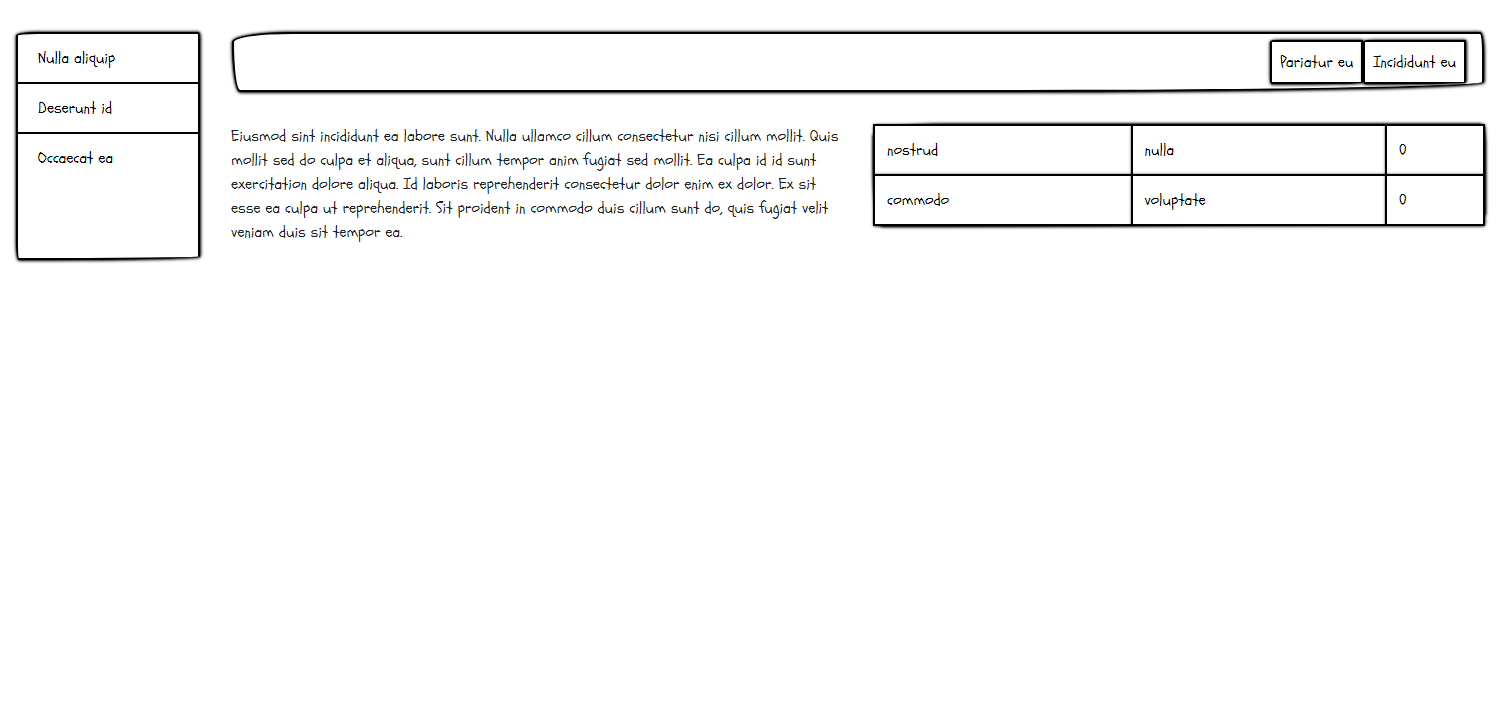 Nulla aliquip
Deserunt id
Occaecat ea
Pariatur eu
Incididunt eu
Eiusmod sint incididunt ea labore sunt. Nulla ullamco cillum consectetur nisi cillum mollit. Quis
mollit sed do culpa et aliqua, sunt cillum tempor anim fugiat sed mollit. Ea culpa id id sunt
exercitation dolore aliqua. Id laboris reprehenderit consectetur dolor enim ex dolor. Ex sit
esse ea culpa ut reprehenderit. Sit proident in commodo duis cillum sunt do, quis fugiat velit
veniam duis sit tempor ea.
nostrud nulla 0
commodo voluptate 0